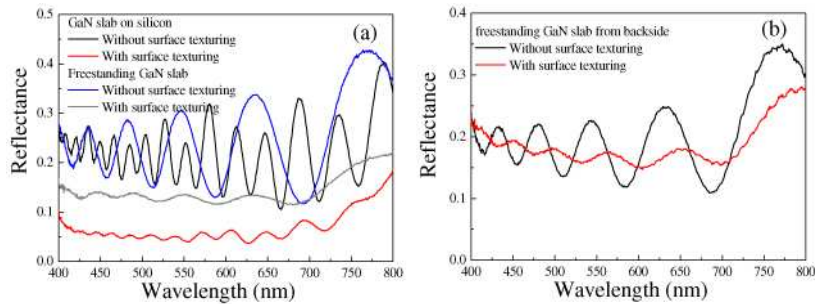 GaN slab on silicon
Without surface texturing
With surface texturing
Freestanding GaN slab
Without surface texturing
With surface texturing
(a)
Reflectance
0.5
0.4
0.3
0.2
0.1
0.0
400 450 500 550 600 650 700 750 800
Wavelength (nm)
freestanding GaN slab from backside
Without surface texturing
With surface texturing
(b)
Reflectance
0.4
0.3
0.2
0.1
0.0
400 450 500 550 600 650 700 750 800
Wavelength (nm)